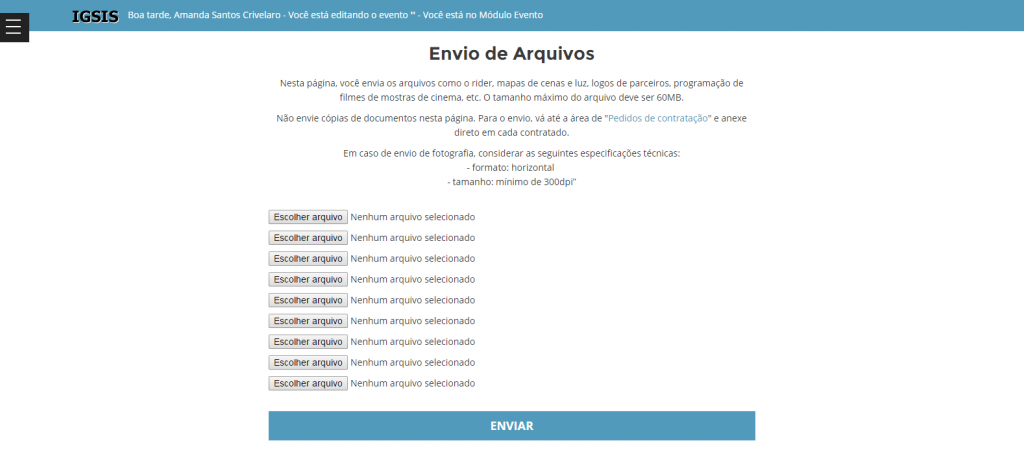 IGSIS Boa tarde, Amanda Santos Crivelaro - Você está editando o evento "" - Você está no Módulo Evento
Envio de Arquivos
Nesta página, você envia os arquivos como o rider, mapas de cenas e luz, logos de parceiros, programação de
filmes de mostras de cinema, etc. O tamanho máximo do arquivo deve ser 60MB.
Não envie cópias de documentos nesta página. Para o envio, vá até a área de "Pedidos de contratação" e anexe
direto em cada contratado.
Em caso de envio de fotografia, considerar as seguintes especificações técnicas:
- formato: horizontal
- tamanho: mínimo de 300dpi"
Escolher arquivo Nenhum arquivo selecionado
Escolher arquivo Nenhum arquivo selecionado
Escolher arquivo Nenhum arquivo selecionado
Escolher arquivo Nenhum arquivo selecionado
Escolher arquivo Nenhum arquivo selecionado
Escolher arquivo Nenhum arquivo selecionado
Escolher arquivo Nenhum arquivo selecionado
Escolher arquivo Nenhum arquivo selecionado
Escolher arquivo Nenhum arquivo selecionado
ENVIAR